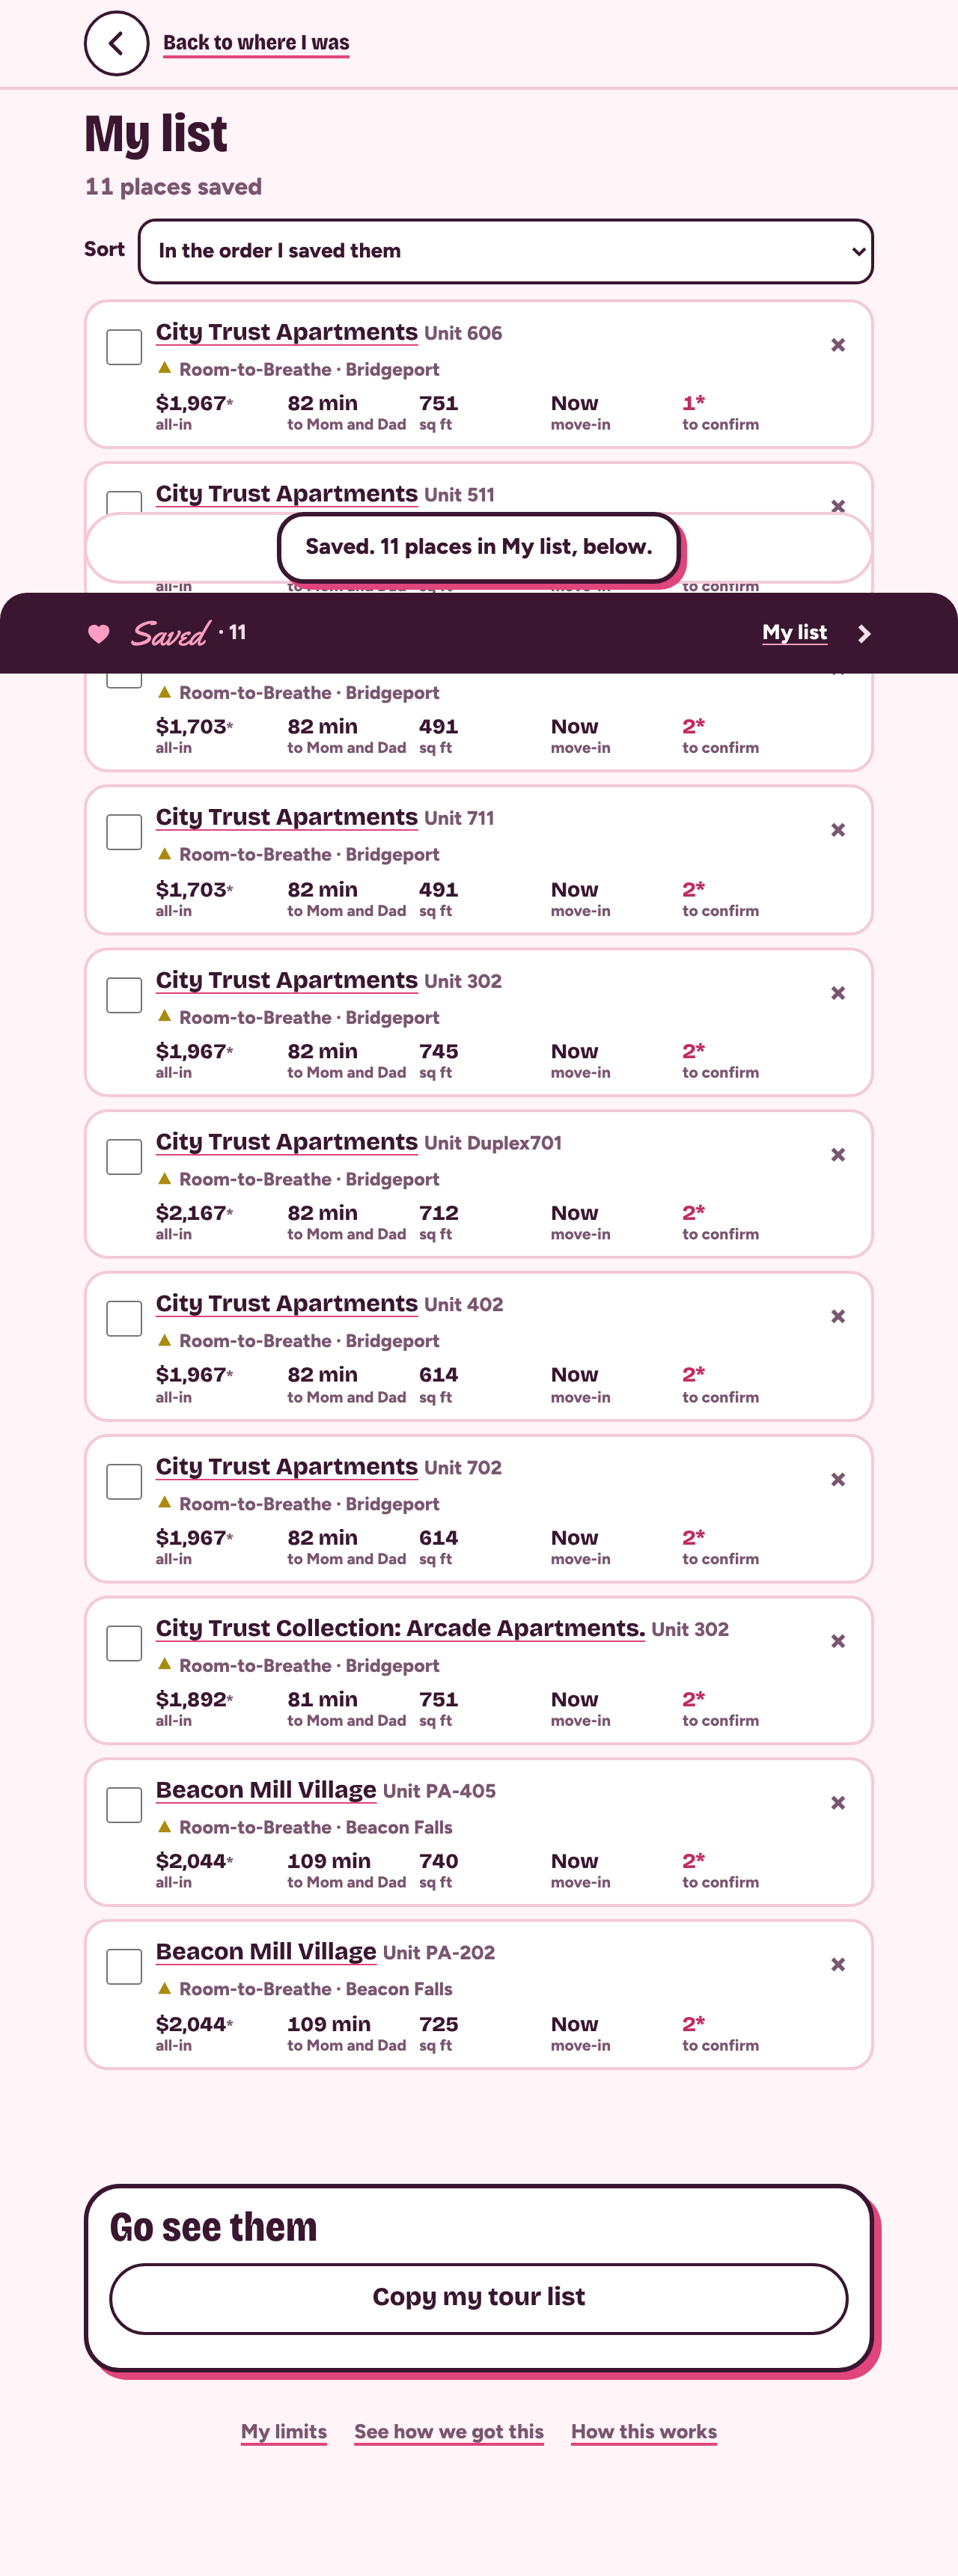 Back to where I was
My list
11 places saved
Sort In the order I saved them
City Trust Apartments Unit 606
Room-to-Breathe · Bridgeport
$1,967* 82 min 751 Now 1*
all-in to Mom and Dad sq ft move-in to confirm
City Trust Apartments Unit 511
Saved. 11 places in My list, below.
all-in to Mom and Dad sq ft move-in to confirm
Saved · 11 My list
Room-to-Breathe · Bridgeport
$1,703* 82 min 491 Now 2*
all-in to Mom and Dad sq ft move-in to confirm
City Trust Apartments Unit 711
Room-to-Breathe · Bridgeport
$1,703* 82 min 491 Now 2*
all-in to Mom and Dad sq ft move-in to confirm
City Trust Apartments Unit 302
Room-to-Breathe · Bridgeport
$1,967* 82 min 745 Now 2*
all-in to Mom and Dad sq ft move-in to confirm
City Trust Apartments Unit Duplex701
Room-to-Breathe · Bridgeport
$2,167* 82 min 712 Now 2*
all-in to Mom and Dad sq ft move-in to confirm
City Trust Apartments Unit 402
Room-to-Breathe · Bridgeport
$1,967* 82 min 614 Now 2*
all-in to Mom and Dad sq ft move-in to confirm
City Trust Apartments Unit 702
Room-to-Breathe · Bridgeport
$1,967* 82 min 614 Now 2*
all-in to Mom and Dad sq ft move-in to confirm
City Trust Collection: Arcade Apartments. Unit 302
Room-to-Breathe · Bridgeport
$1,892* 81 min 751 Now 2*
all-in to Mom and Dad sq ft move-in to confirm
Beacon Mill Village Unit PA-405
Room-to-Breathe · Beacon Falls
$2,044* 109 min 740 Now 2*
all-in to Mom and Dad sq ft move-in to confirm
Beacon Mill Village Unit PA-202
Room-to-Breathe · Beacon Falls
$2,044* 109 min 725 Now 2*
all-in to Mom and Dad sq ft move-in to confirm
Go see them
Copy my tour list
My limits See how we got this How this works